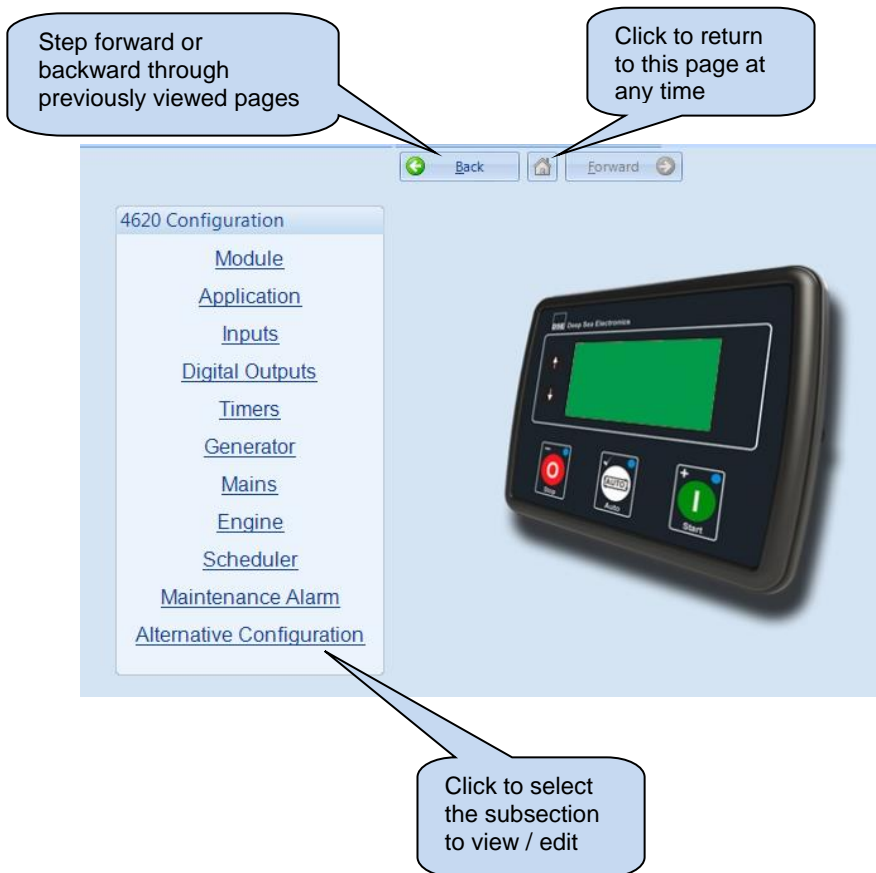 Step forward or
backward through
previously viewed pages
Click to return
to this page at
any time
Back
Forward
4620 Configuration
Module
Application
Inputs
Digital Outputs
Timers
Generator
Mains
Engine
Scheduler
Maintenance Alarm
Alternative Configuration
DSE Deep Sea Electronics
Stop
AUTO
Auto
Start
Click to select
the subsection
to view / edit